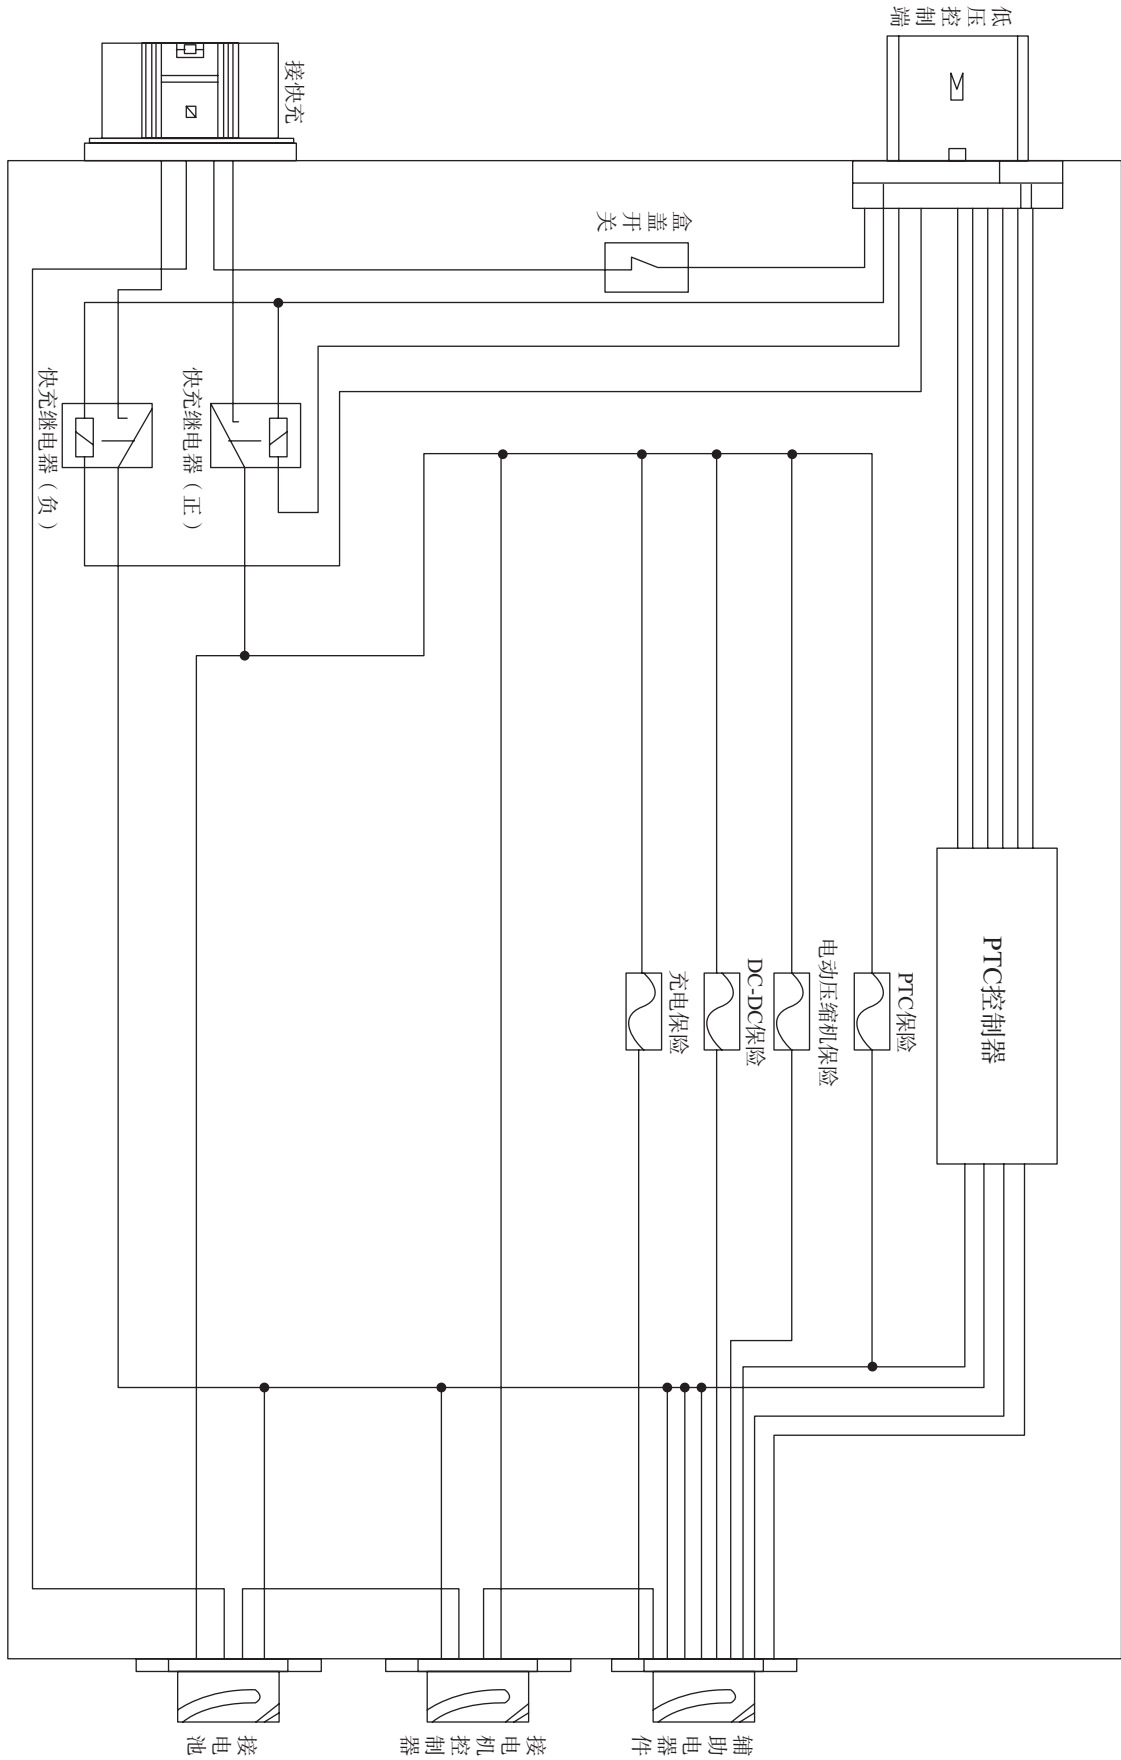 低压控制端
接快充
盒盖开关
快充继电器（正）
快充继电器（负）
PTC控制器
PTC保险
电动压缩机保险
DC-DC保险
充电保险
辅助电器件
接电机控制器
接电池